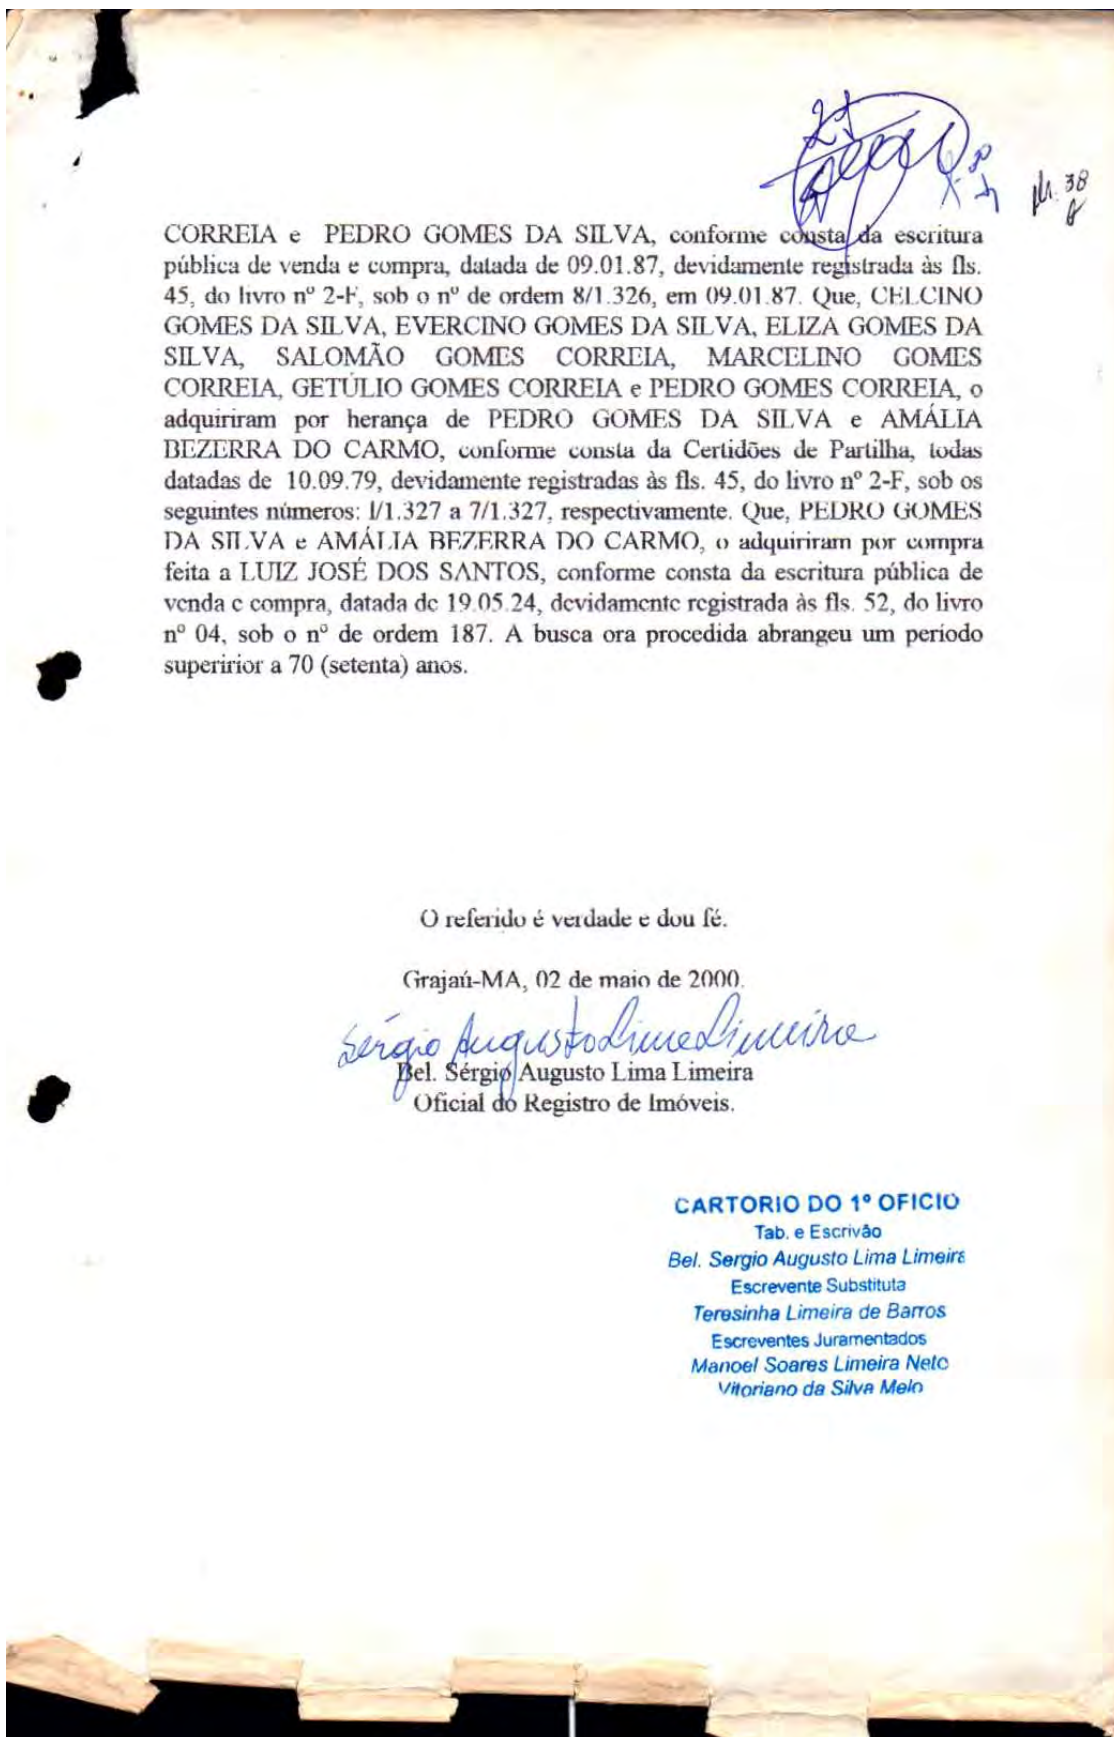 38
CORREIA e PEDRO GOMES DA SILVA, conforme consta da escritura
pública de venda e compra, datada de 09.01.87, devidamente registrada às fls.
45, do livro nº 2-F, sob o nº de ordem 8/1.326, em 09.01.87. Que, CELCINO
GOMES DA SILVA, EVERCINO GOMES DA SILVA, ELIZA GOMES DA
SILVA, SALOMÃO GOMES CORREIA, MARCELINO GOMES
CORREIA, GETÚLIO GOMES CORREIA e PEDRO GOMES CORREIA, o
adquiriram por herança de PEDRO GOMES DA SILVA e AMÁLIA
BEZERRA DO CARMO, conforme consta da Certidões de Partilha, todas
datadas de 10.09.79, devidamente registradas às fls. 45, do livro nº 2-F, sob os
seguintes números: 1/1.327 a 7/1.327, respectivamente. Que, PEDRO GOMES
DA SILVA e AMÁLIA BEZERRA DO CARMO, o adquiriram por compra
feita a LUIZ JOSÉ DOS SANTOS, conforme consta da escritura pública de
venda e compra, datada de 19.05.24, devidamente registrada às fls. 52, do livro
nº 04, sob o nº de ordem 187. A busca ora procedida abrangeu um período
superirior a 70 (setenta) anos.
O referido é verdade e dou fé.
Grajaú-MA, 02 de maio de 2000.
Sérgio Augusto Lima Limeira
Bel. Sérgio Augusto Lima Limeira
Oficial do Registro de Imóveis.
CARTORIO DO 1º OFICIO
Tab. e Escrivão
Bel. Sergio Augusto Lima Limeira
Escrevente Substituta
Teresinha Limeira de Barros
Escreventes Juramentados
Manoel Soares Limeira Neto
Vitoriano da Silva Melo